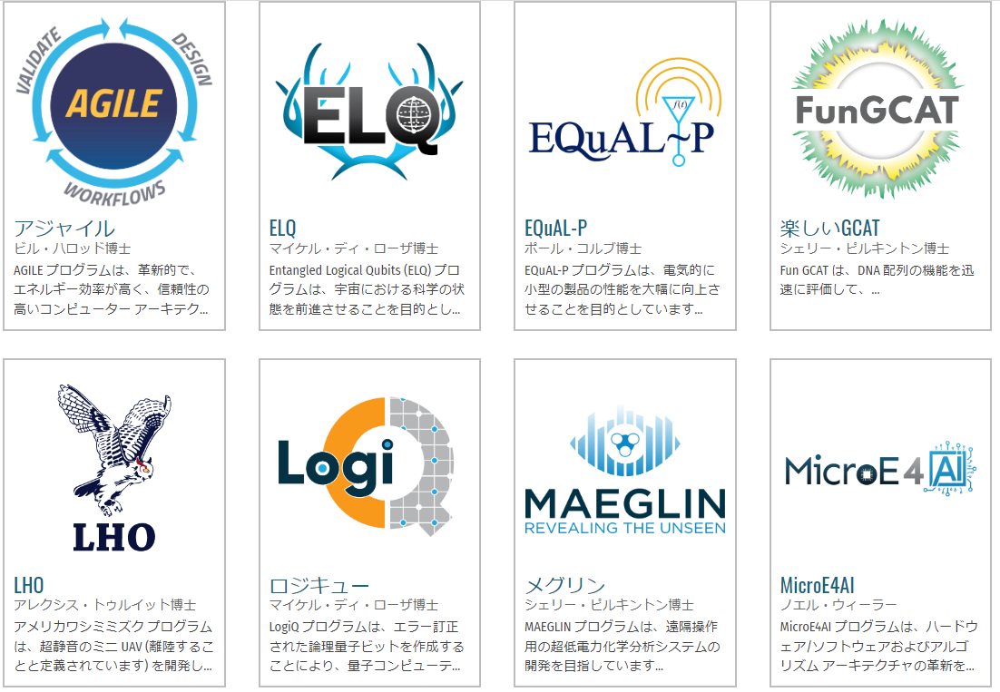 VALIDATE
DESIGN
AGILE
WORKFLOWS
アジャイル
ビル・ハロッド博士
AGILE プログラムは、革新的で、
エネルギー効率が高く、信頼性の
高いコンピューター アーキテク...
ELQ
ELQ
マイケル・ディ・ローザ博士
Entangled Logical Qubits (ELQ) プロ
グラムは、宇宙における科学の状
態を前進させることを目的とし...
f(t)
EQuAL~P
EQuAL-P
ポール・コルブ博士
EQuAL-P プログラムは、電気的に
小型の製品の性能を大幅に向上さ
せることを目的としています...
FunGCAT
楽しいGCAT
シェリー・ピルキントン博士
Fun GCAT は、DNA 配列の機能を迅
速に評価して、...
LHO
LHO
アレクシス・トゥルイット博士
アメリカワシミミズク プログラム
は、超静音のミニ UAV (離陸するこ
とと定義されています) を開発し...
LogiQ
ロジキュー
マイケル・ディ・ローザ博士
LogiQ プログラムは、エラー訂正
された論理量子ビットを作成する
ことにより、量子コンピューテ...
MAEGLIN
REVEALING THE UNSEEN
メグリン
シェリー・ピルキントン博士
MAEGLIN プログラムは、遠隔操作
用の超低電力化学分析システムの
開発を目指しています...
MicroE4AI
MicroE4AI
ノエル・ウィーラー
MicroE4AI プログラムは、ハードウ
ェア/ソフトウェアおよびアルゴ
リズム アーキテクチャの革新を...